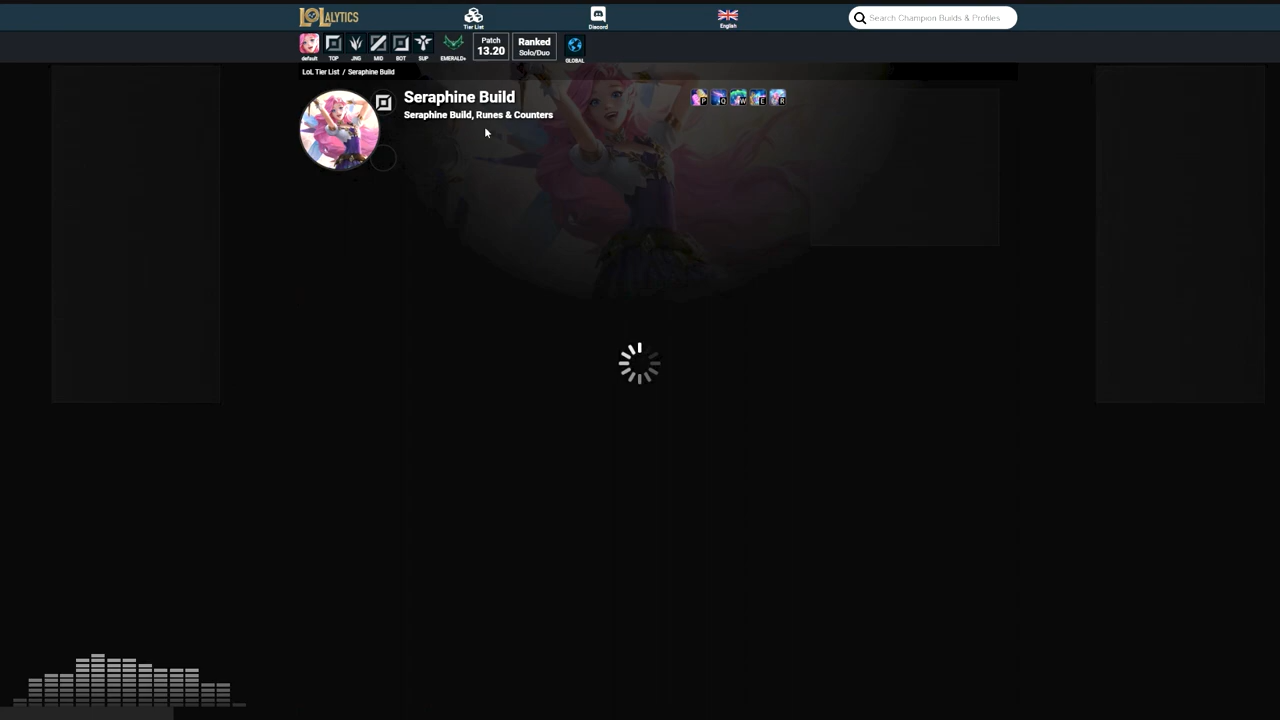 LOLALYTICS
Tier List
Discord
English
Search Champion Builds & Profiles
default
TOP
JNG
MID
BOT
SUP
EMERALD+
Patch
13.20
Ranked
Solo/Duo
GLOBAL
LoL Tier List / Seraphine Build
Seraphine Build
P
Q
W
E
R
Seraphine Build, Runes & Counters